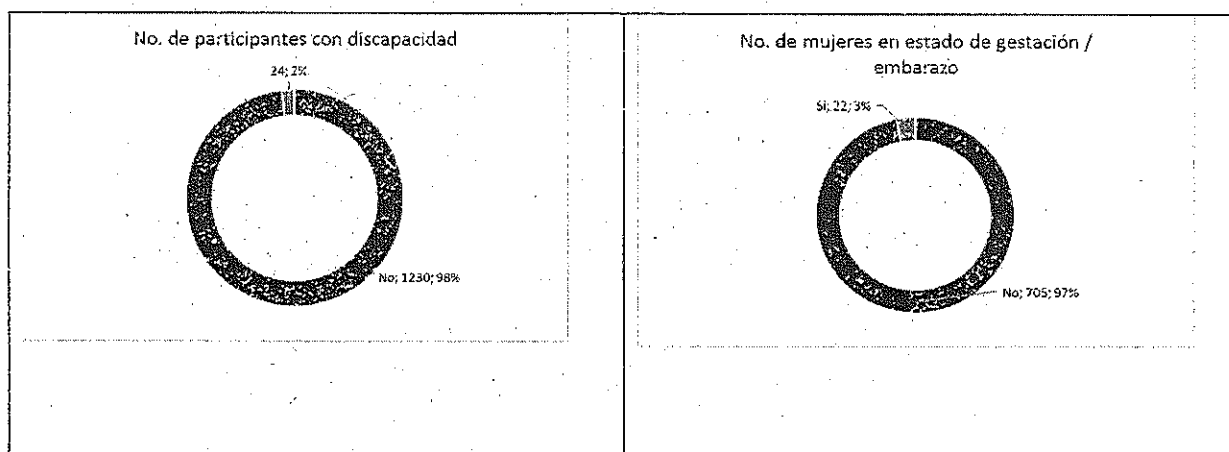 No. de participantes con discapacidad
24; 2%
No; 1230; 98%
No. de mujeres en estado de gestación /
embarazo
Si; 22; 3%
No; 705; 97%